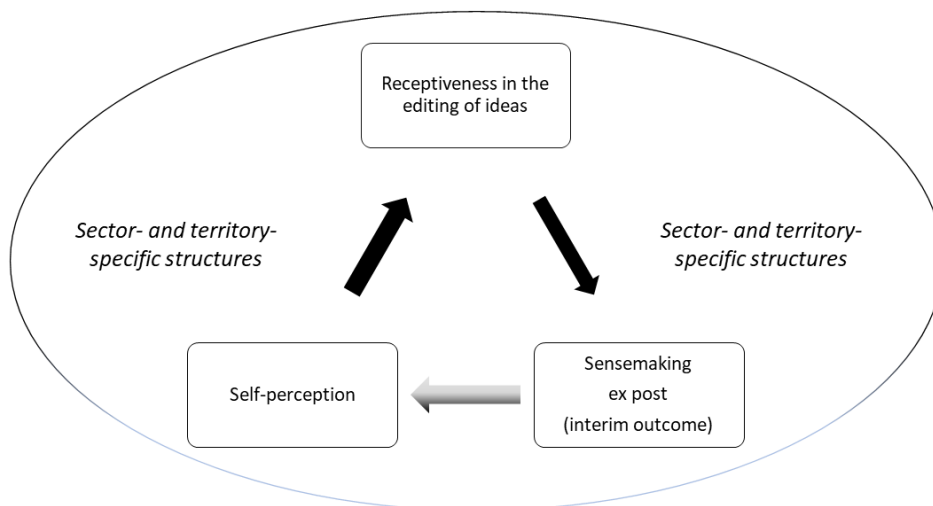 Receptiveness in the
editing of ideas
Sector- and territory-
specific structures
Sector- and territory-
specific structures
Self-perception
Sensemaking
ex post
(interim outcome)